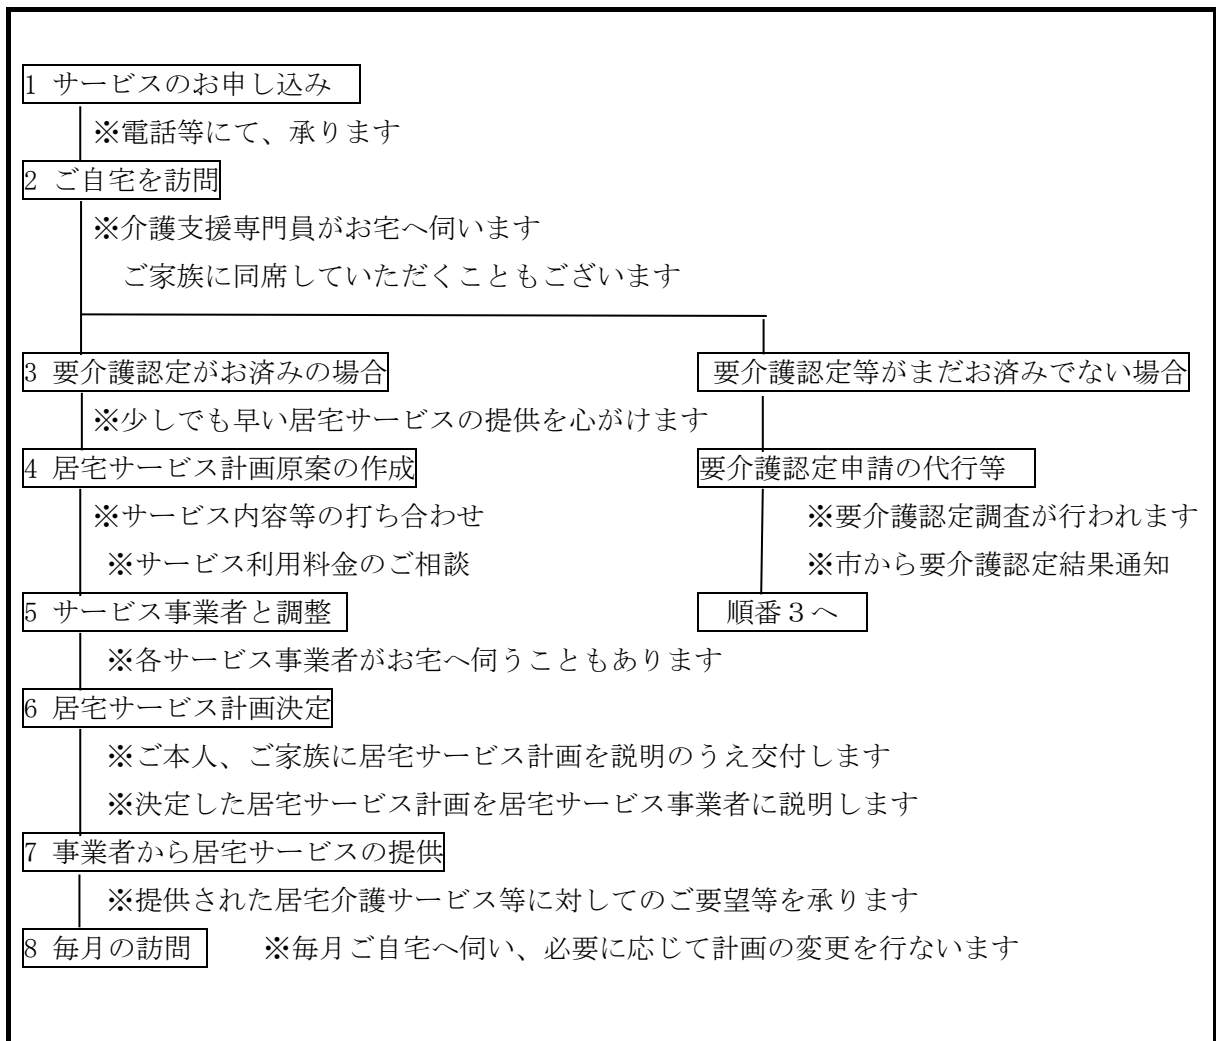 1 サービスのお申し込み
※電話等にて、承ります
2 ご自宅を訪問
※介護支援専門員がお宅へ伺います
ご家族に同席していただくこともございます
3 要介護認定がお済みの場合
要介護認定等がまだお済みでない場合
※少しでも早い居宅サービスの提供を心がけます
4 居宅サービス計画原案の作成
要介護認定申請の代行等
※サービス内容等の打ち合わせ
※要介護認定調査が行われます
※サービス利用料金のご相談
※市から要介護認定結果通知
5 サービス事業者と調整
順番3へ
※各サービス事業者がお宅へ伺うこともあります
6 居宅サービス計画決定
※ご本人、ご家族に居宅サービス計画を説明のうえ交付します
※決定した居宅サービス計画を居宅サービス事業者に説明します
7 事業者から居宅サービスの提供
※提供された居宅介護サービス等に対してのご要望等を承ります
8 毎月の訪問 ※毎月ご自宅へ伺い、必要に応じて計画の変更を行ないます